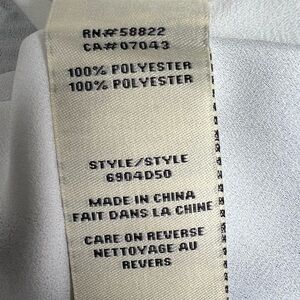 RN#58822
CA#07043
100% POLYESTER
100% POLYESTER
STYLE/STYLE
6904D50
MADE IN CHINA
FAIT DANS LA CHINE
CARE ON REVERSE
NETTOYAGE AU
REVERS